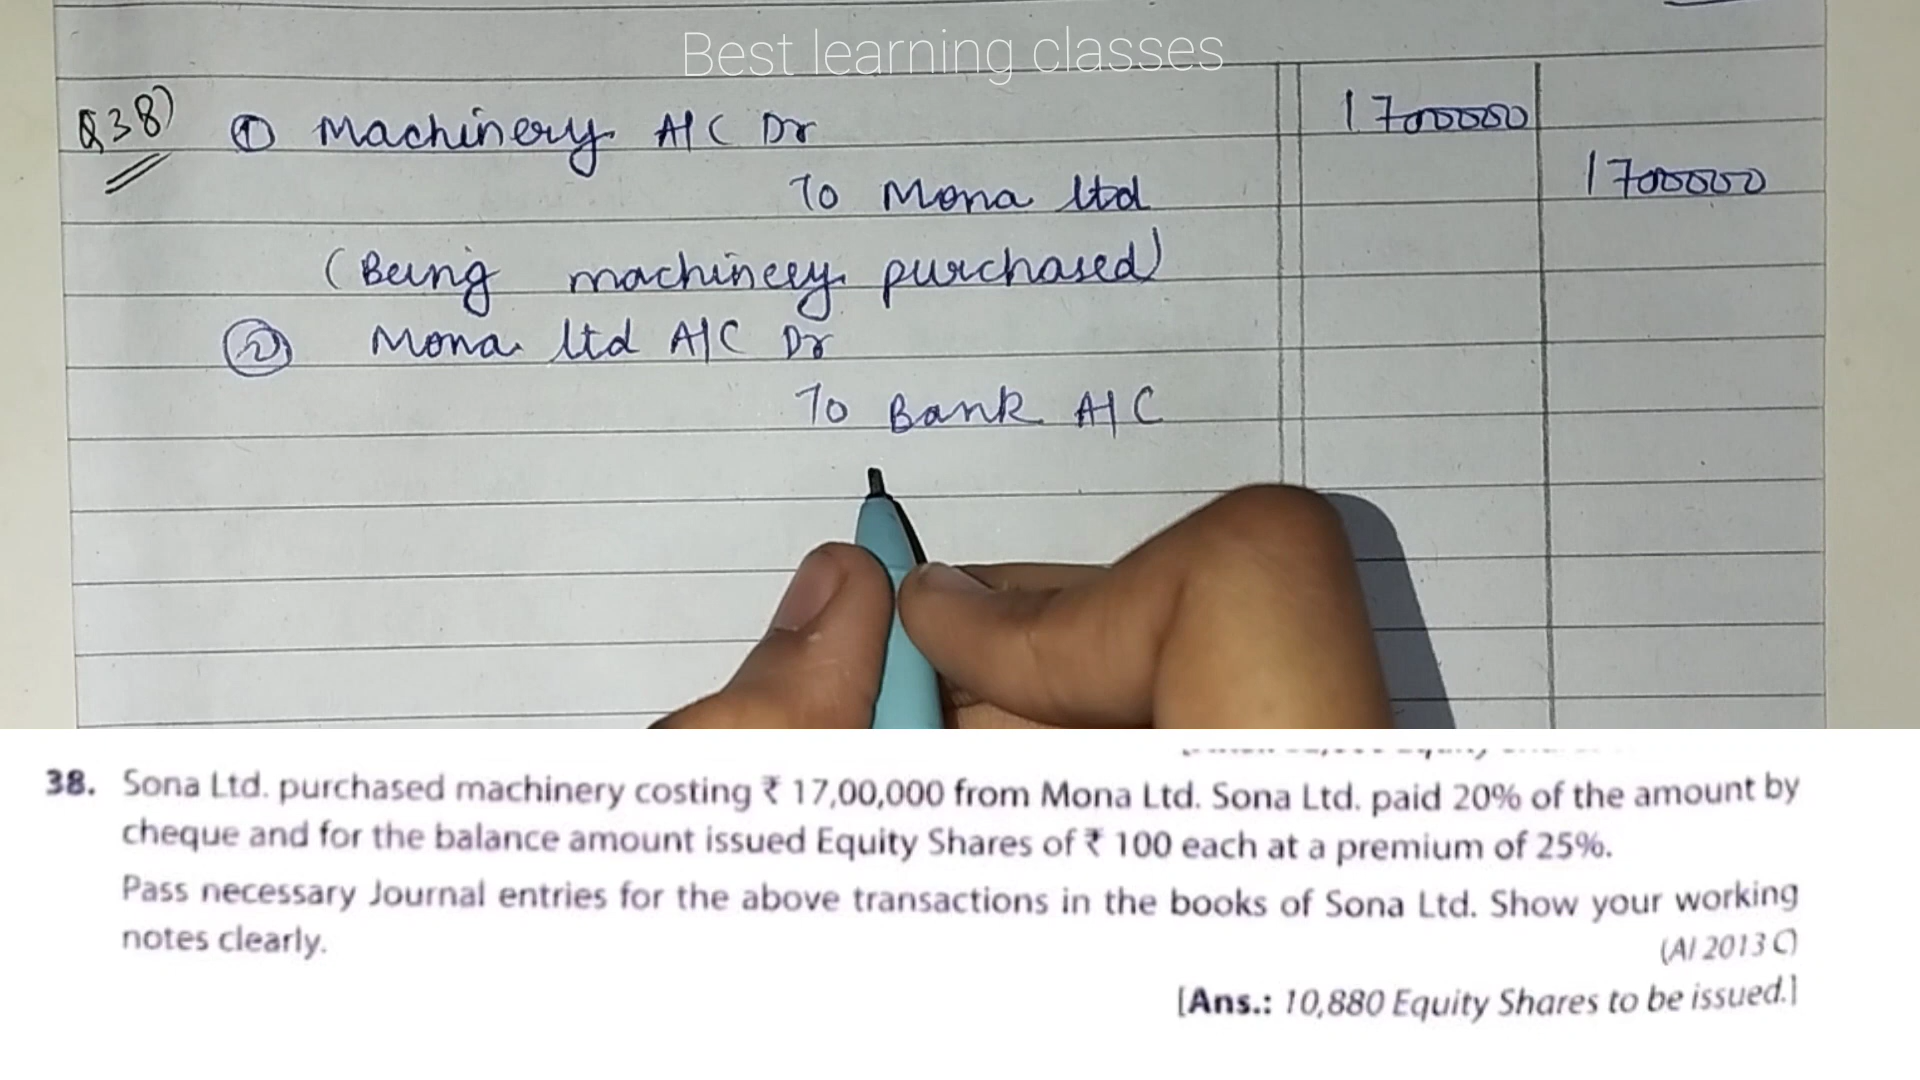 Best learning classes
Q38) ① Machinery A/C Dr 1700000
To Mona ltd 1700000
(Being machinery purchased)
② Mona ltd A/C Dr
To Bank A/C
38. Sona Ltd. purchased machinery costing ₹ 17,00,000 from Mona Ltd. Sona Ltd. paid 20% of the amount by
cheque and for the balance amount issued Equity Shares of ₹ 100 each at a premium of 25%.
Pass necessary Journal entries for the above transactions in the books of Sona Ltd. Show your working
notes clearly.
(AI 2013 C)
[Ans.: 10,880 Equity Shares to be issued.]